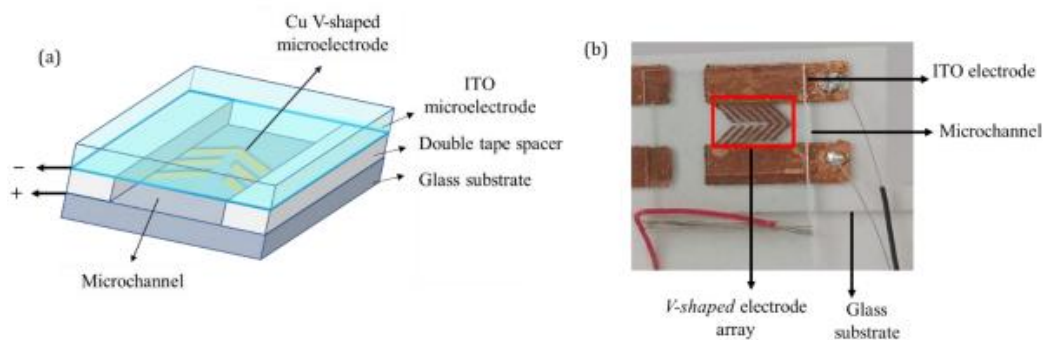 (a)
Cu V-shaped
microelectrode
ITO
microelectrode
Double tape spacer
Glass substrate
−
+
Microchannel
(b)
ITO electrode
Microchannel
V-shaped electrode
array
Glass
substrate